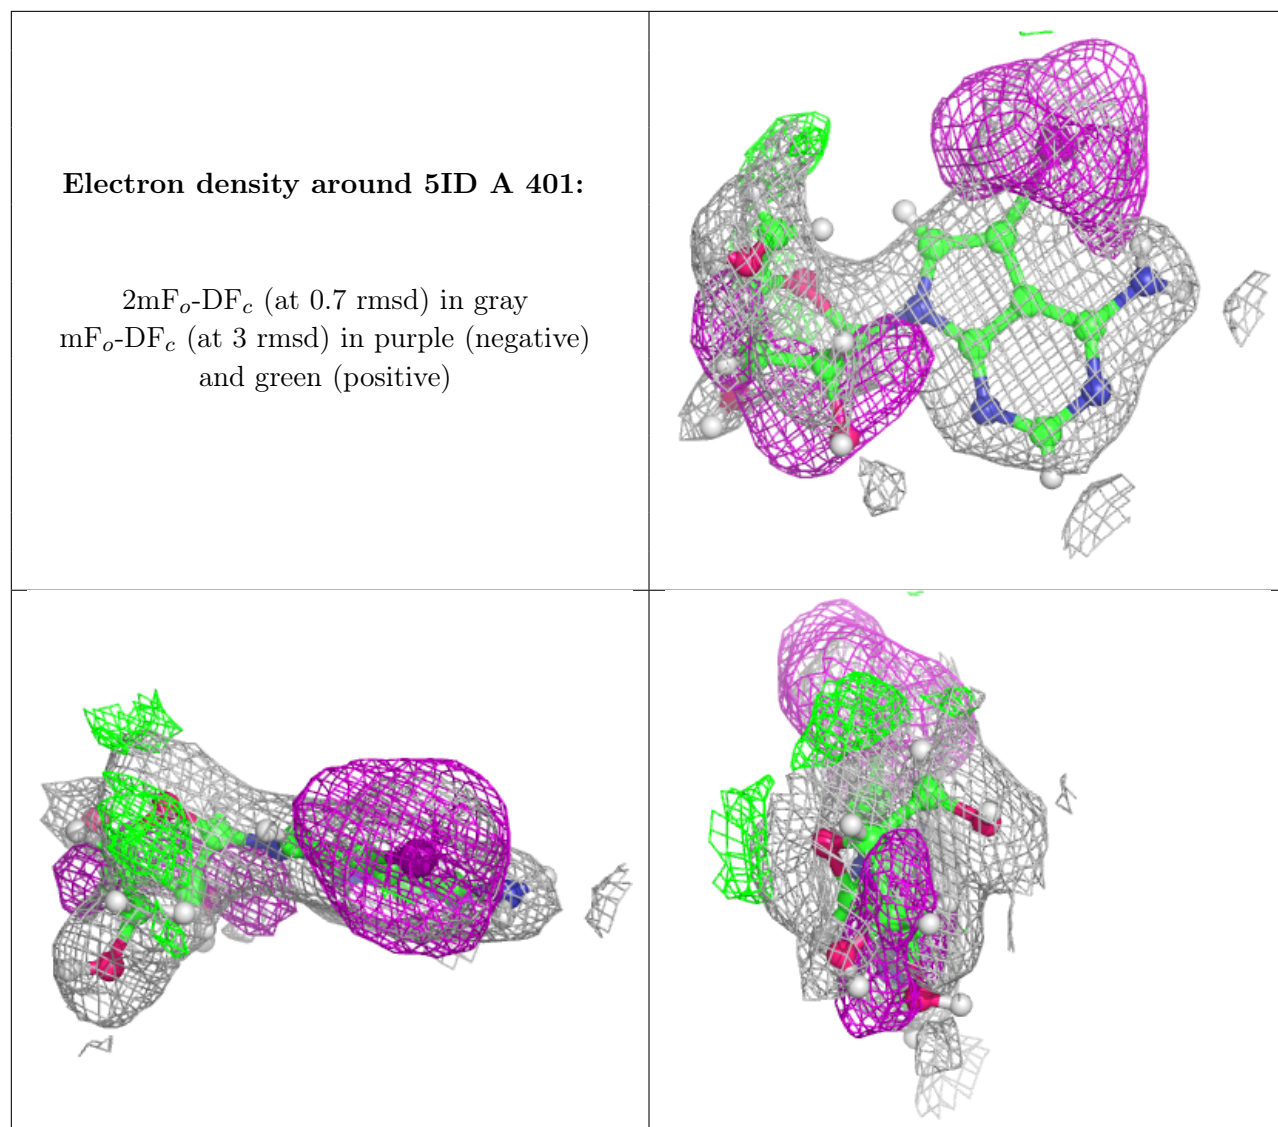 Electron density around 5ID A 401:
2mFo-DFc (at 0.7 rmsd) in gray
mFo-DFc (at 3 rmsd) in purple (negative)
and green (positive)